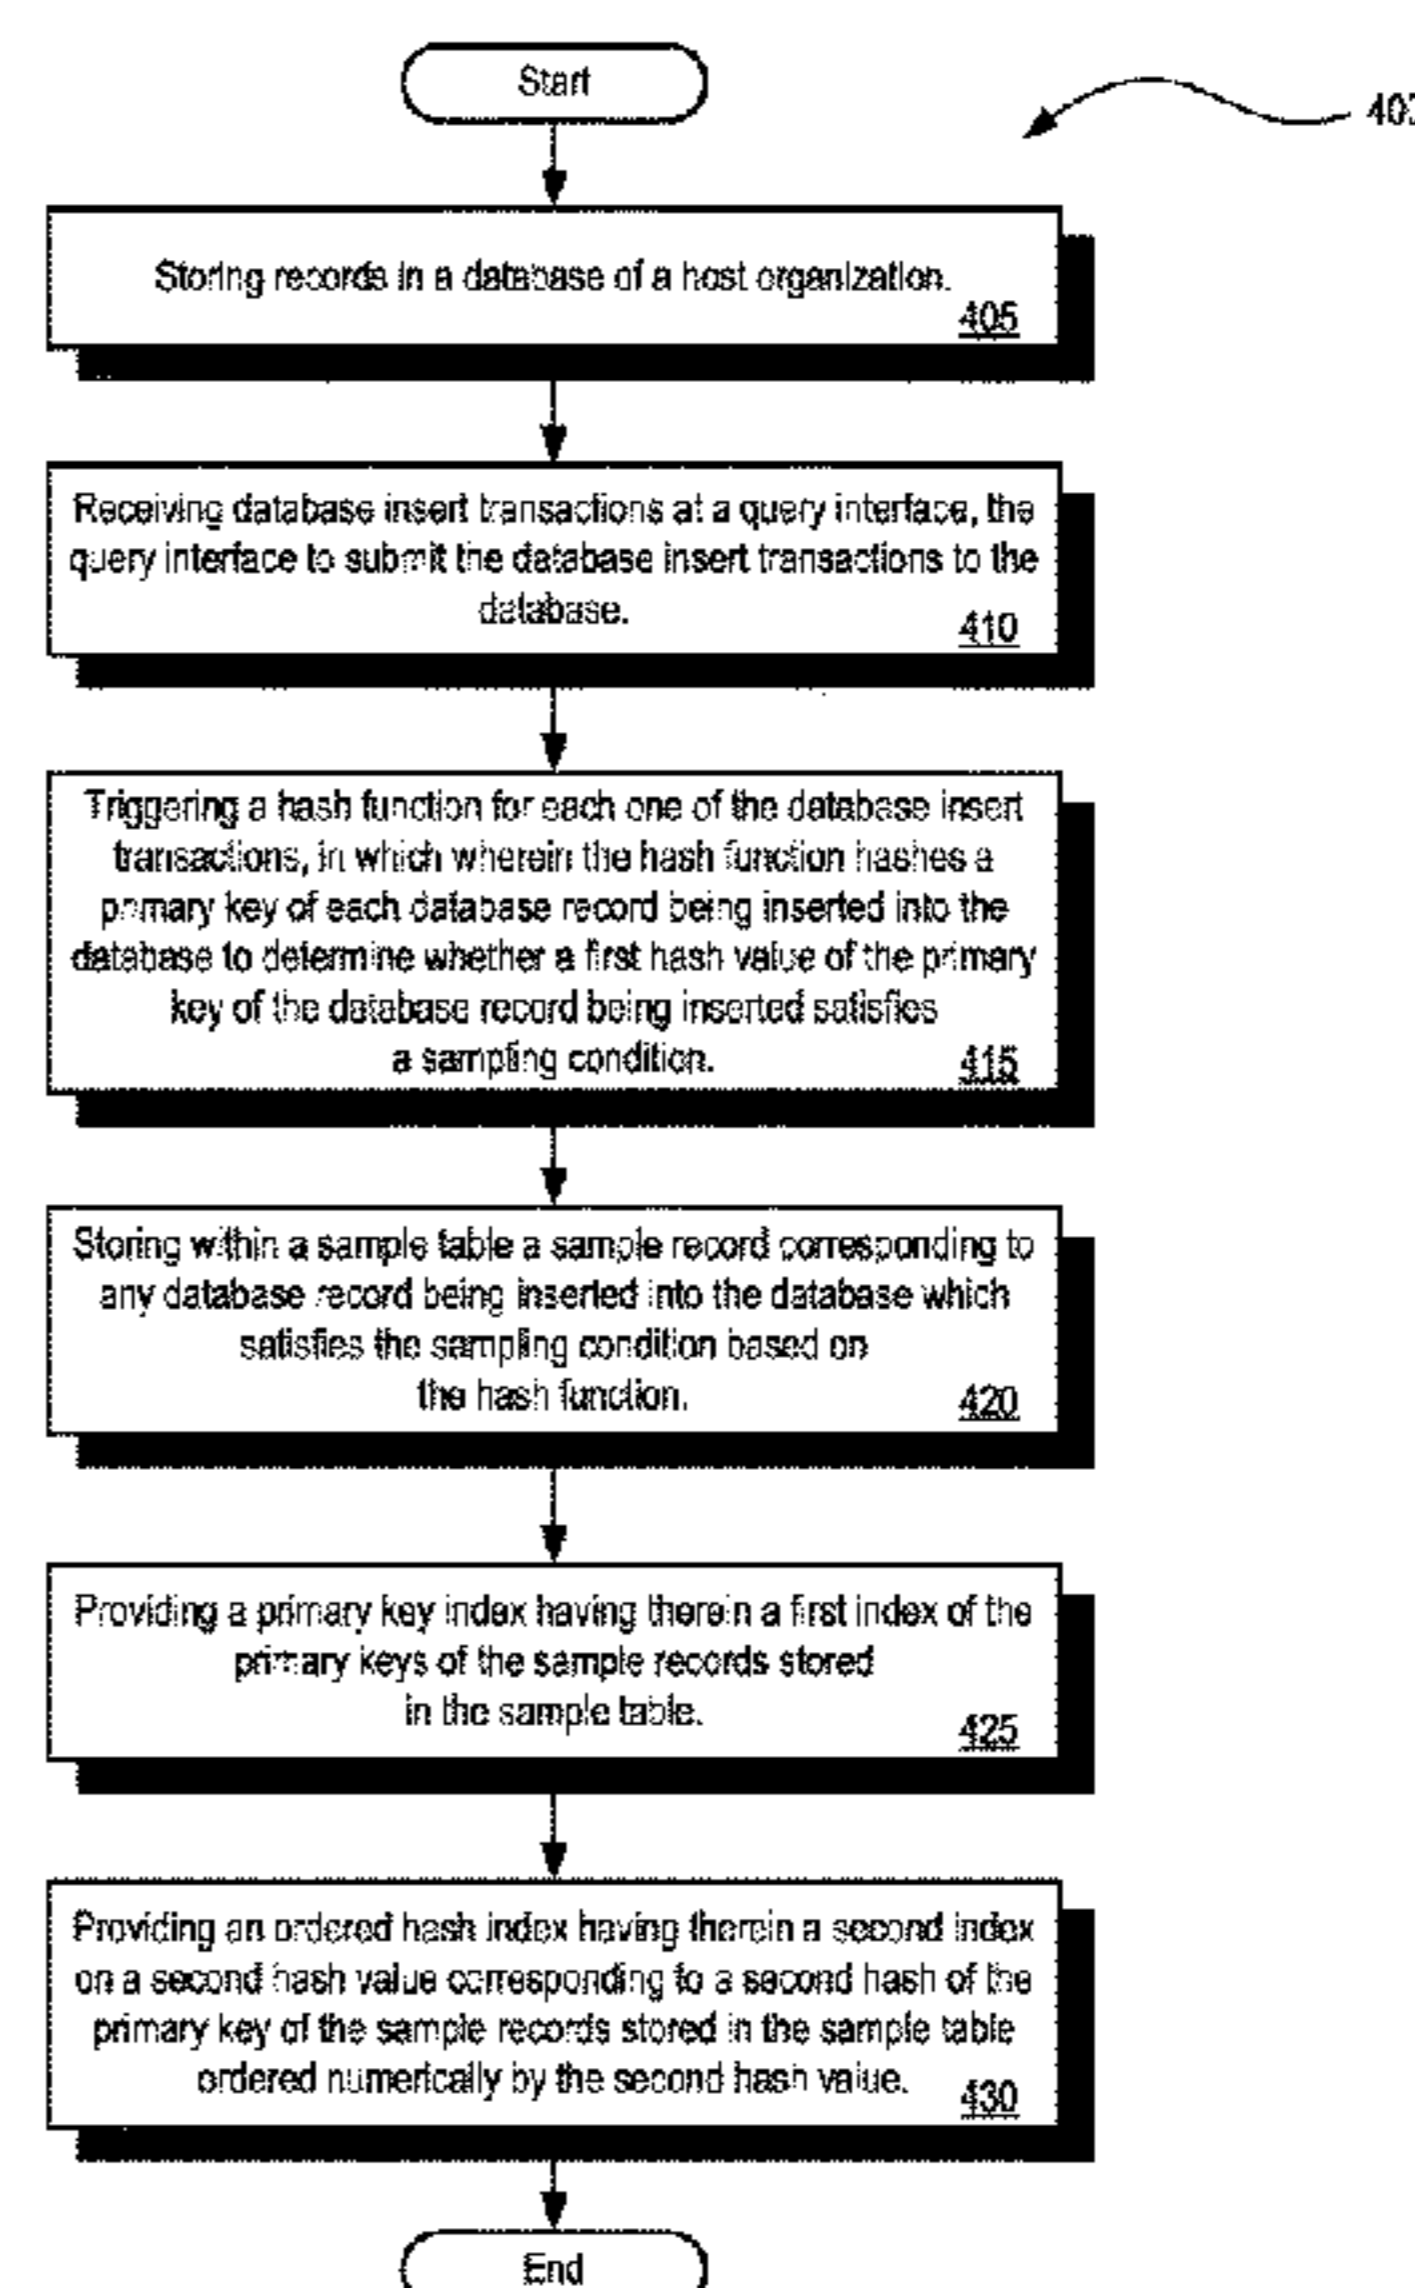 Start
Storing records in a database of a host organization.
405
Receiving database insert transactions at a query interface, the
query interface to submit the database insert transactions to the
database.
410
Triggering a hash function for each one of the database insert
transactions, in which wherein the hash function hashes a
primary key of each database record being inserted into the
database to determine whether a first hash value of the primary
key of the database record being inserted satisfies
a sampling condition.
415
Storing within a sample table a sample record corresponding to
any database record being inserted into the database which
satisfies the sampling condition based on
the hash function.
420
Providing a primary key index having therein a first index of the
primary keys of the sample records stored
in the sample table.
425
Providing an ordered hash index having therein a second index
on a second hash value corresponding to a second hash of the
primary key of the sample records stored in the sample table
ordered numerically by the second hash value.
430
End